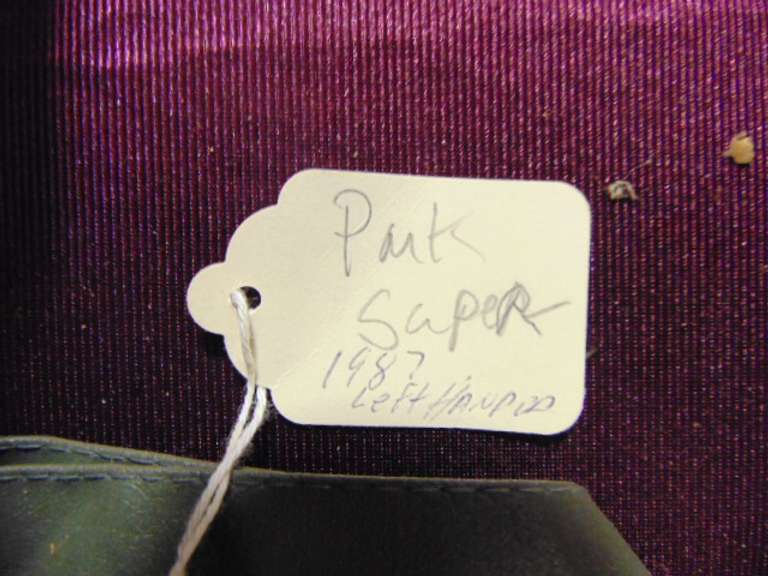 Park
Super
1987
Left HANDED